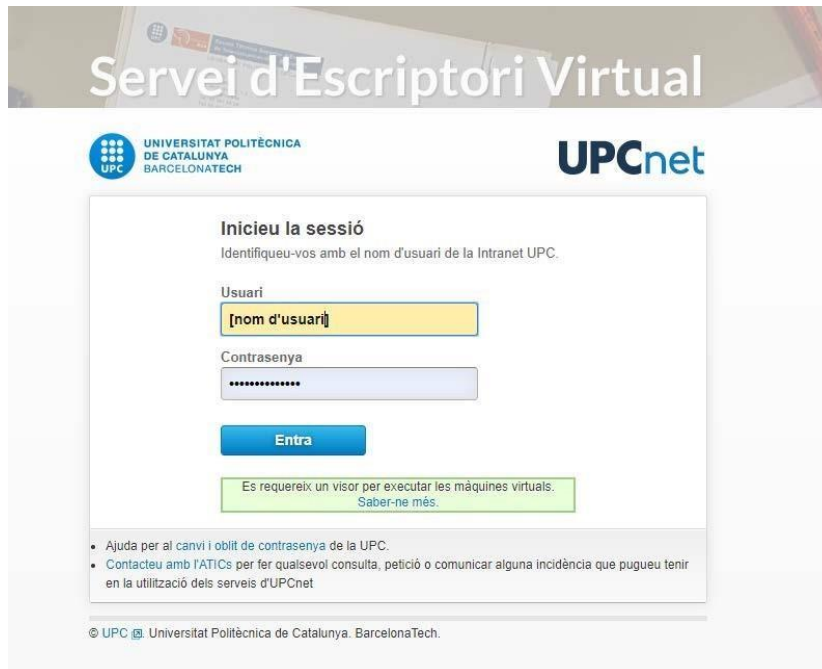 Servei d'Escriptori Virtual
UNIVERSITAT POLITÈCNICA
DE CATALUNYA
BARCELONATECH
UPC
UPCnet
Inicieu la sessió
Identifiqueu-vos amb el nom d'usuari de la Intranet UPC.
Usuari
[nom d'usuari]
Contrasenya
••••••••••••••
Entra
Es requereix un visor per executar les màquines virtuals.
Saber-ne més.
• Ajuda per al canvi i oblit de contrasenya de la UPC.
• Contacteu amb l'ATICs per fer qualsevol consulta, petició o comunicar alguna incidència que pugueu tenir
en la utilització dels serveis d'UPCnet
© UPC. Universitat Politècnica de Catalunya. BarcelonaTech.